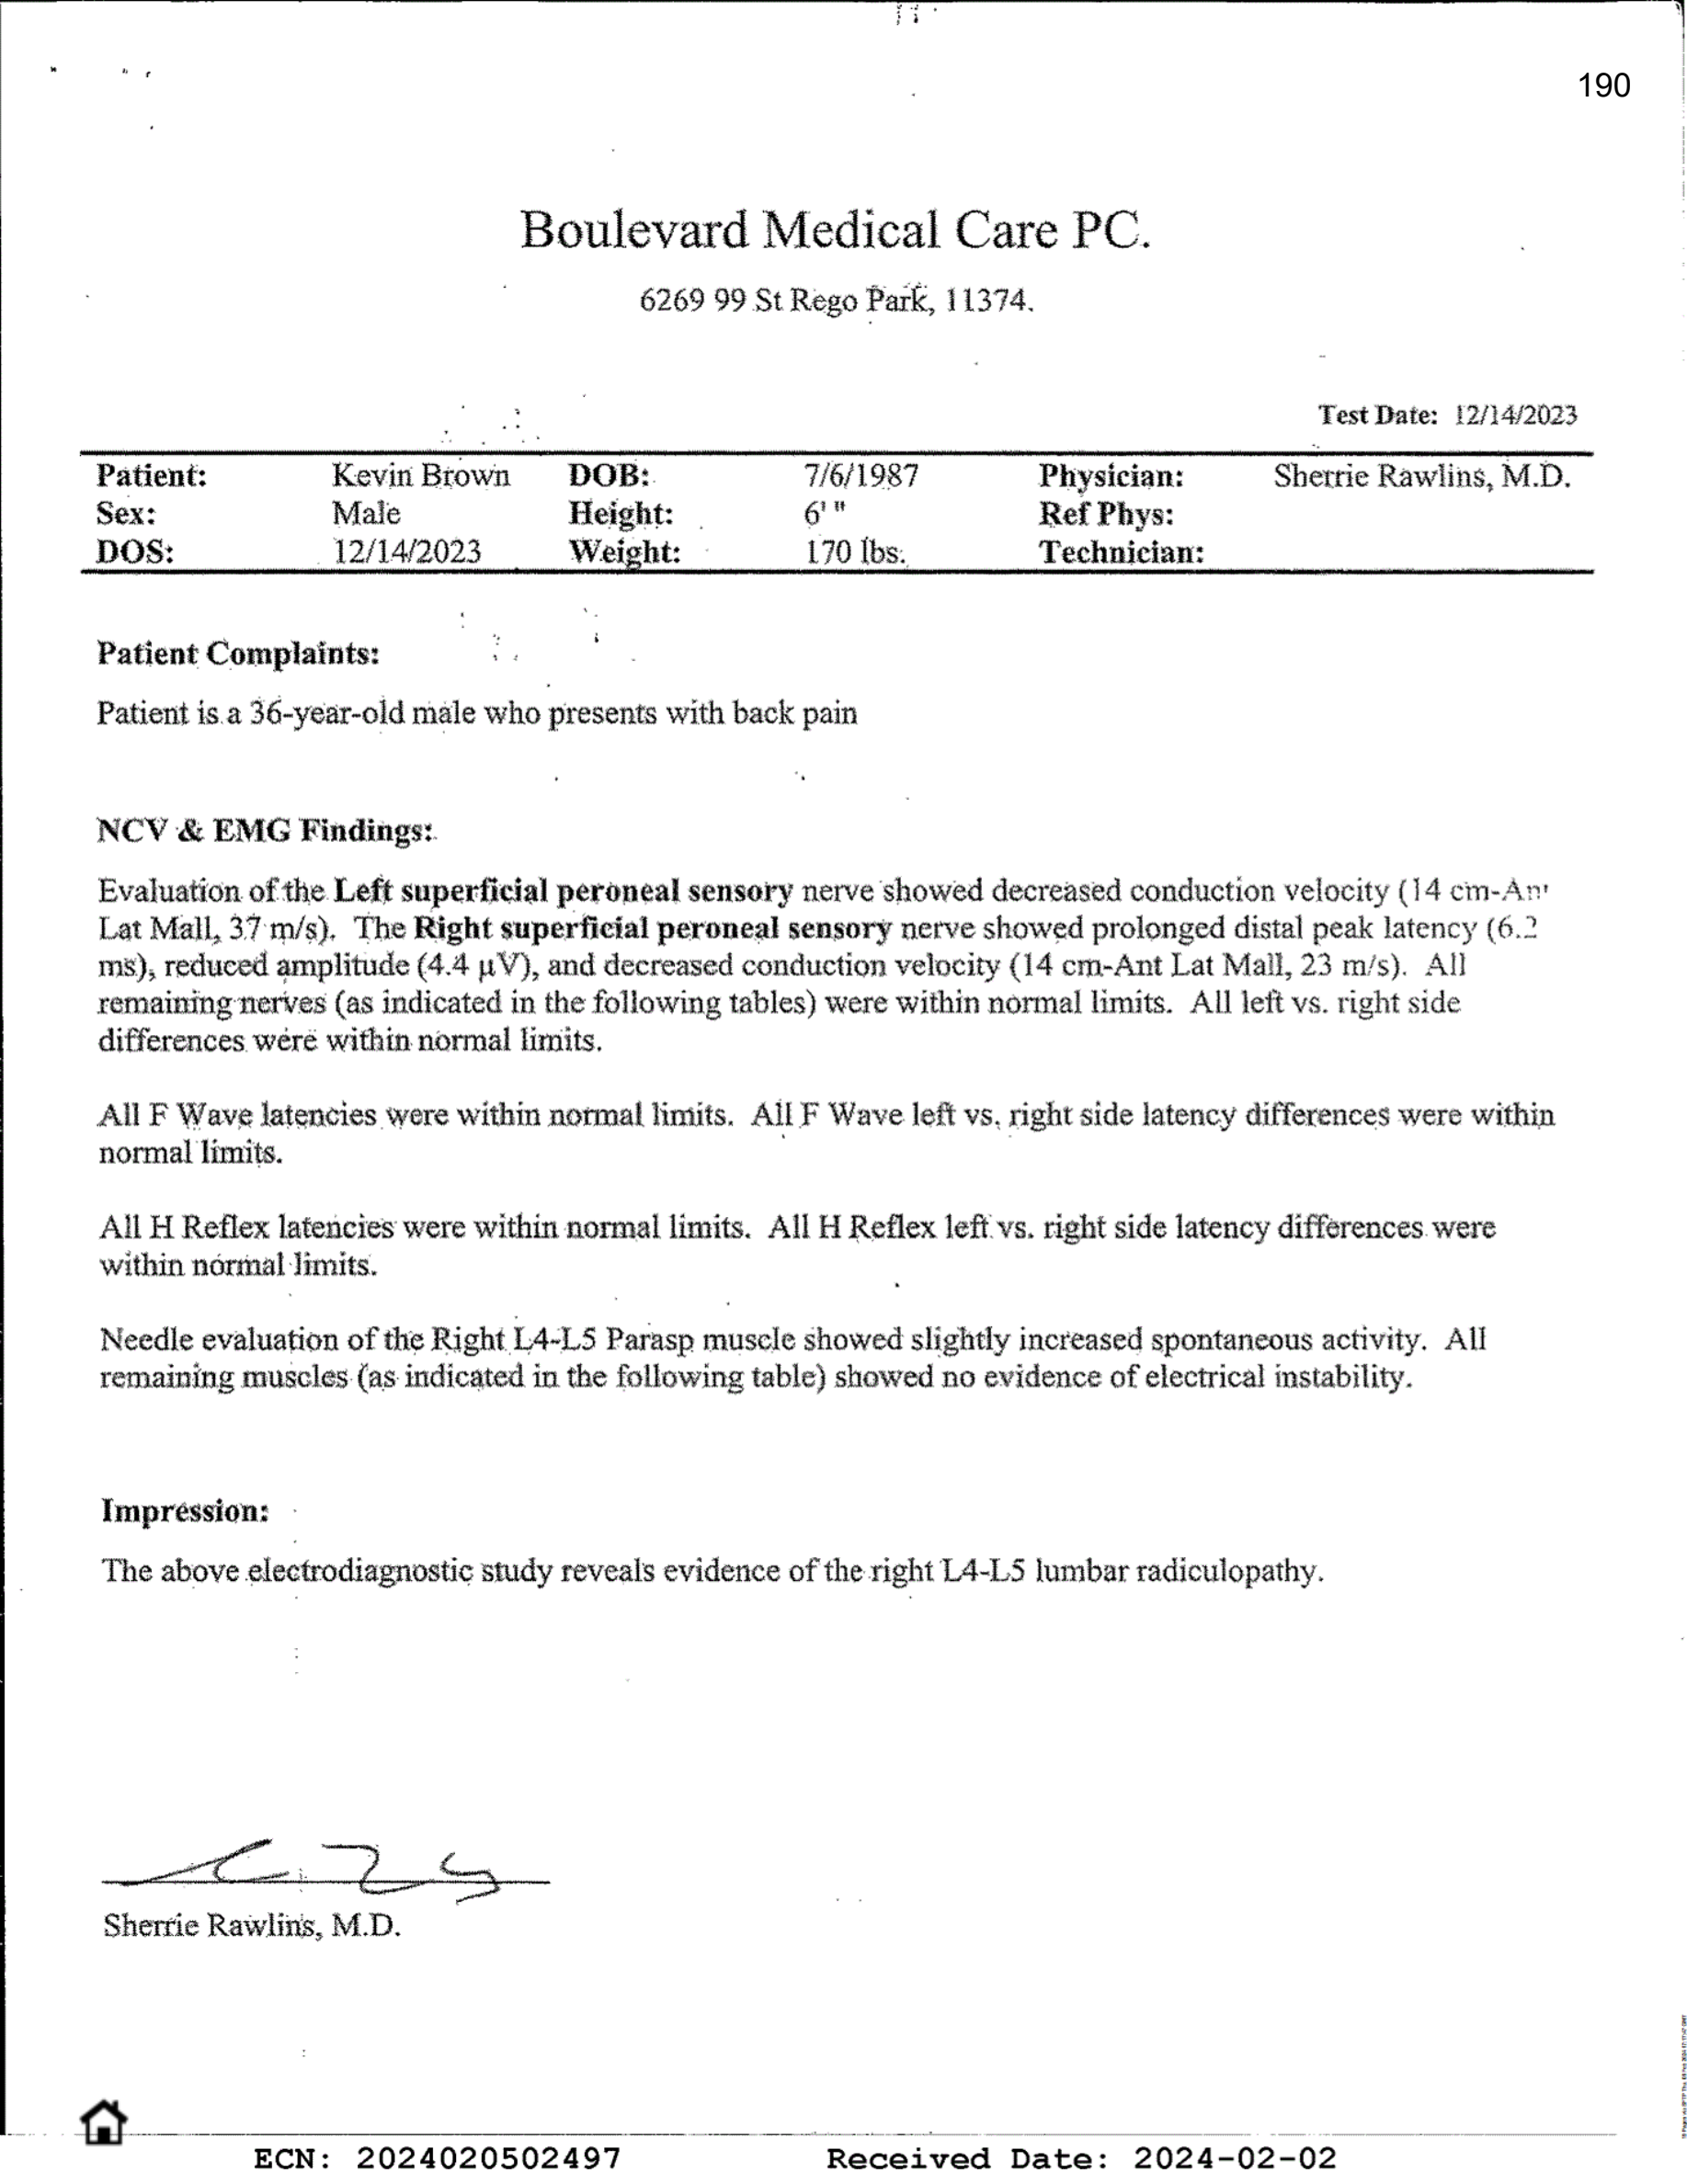 190
Boulevard Medical Care PC.
6269 99 St Rego Park, 11374.
Test Date: 12/14/2023
Patient: Kevin Brown DOB: 7/6/1987 Physician: Sherrie Rawlins, M.D.
Sex: Male Height: 6' " Ref Phys:
DOS: 12/14/2023 Weight: 170 lbs. Technician:
Patient Complaints:
Patient is a 36-year-old male who presents with back pain
NCV & EMG Findings:
Evaluation of the Left superficial peroneal sensory nerve showed decreased conduction velocity (14 cm-Ant
Lat Mall, 37 m/s). The Right superficial peroneal sensory nerve showed prolonged distal peak latency (6.2
ms), reduced amplitude (4.4 µV), and decreased conduction velocity (14 cm-Ant Lat Mall, 23 m/s). All
remaining nerves (as indicated in the following tables) were within normal limits. All left vs. right side
differences were within normal limits.
All F Wave latencies were within normal limits. All F Wave left vs. right side latency differences were within
normal limits.
All H Reflex latencies were within normal limits. All H Reflex left vs. right side latency differences were
within normal limits.
Needle evaluation of the Right L4-L5 Parasp muscle showed slightly increased spontaneous activity. All
remaining muscles (as indicated in the following table) showed no evidence of electrical instability.
Impression:
The above electrodiagnostic study reveals evidence of the right L4-L5 lumbar radiculopathy.
Sherrie Rawlins, M.D.
ECN: 2024020502497 Received Date: 2024-02-02